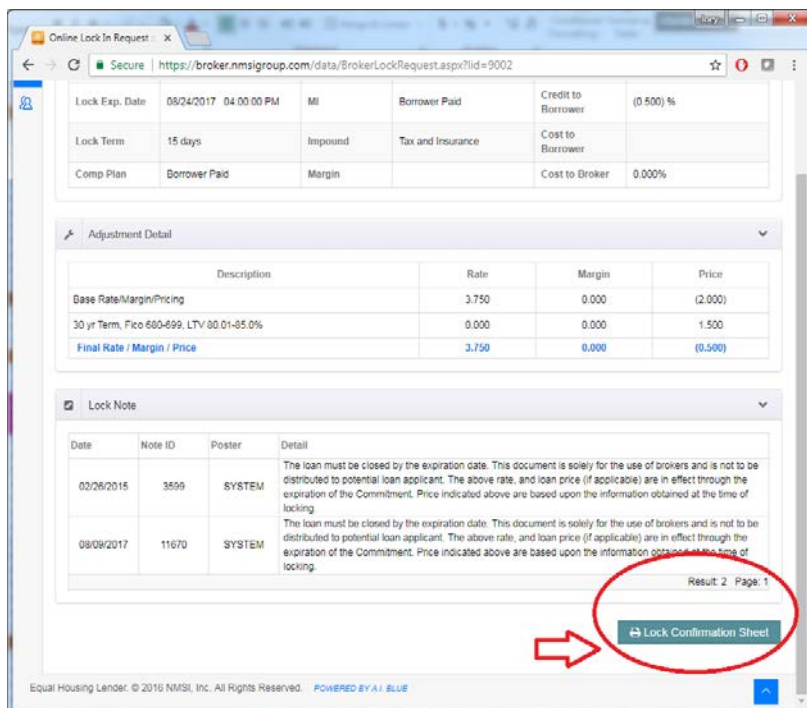 Online Lock In Request
Secure | https://broker.nmsigroup.com/data/BrokerLockRequest.aspx?lid=9002
Lock Exp. Date 08/24/2017 04:00:00 PM MI Borrower Paid Credit to Borrower (0.500) %
Lock Term 15 days Impound Tax and Insurance Cost to Borrower
Comp Plan Borrower Paid Margin Cost to Broker 0.000%
Adjustment Detail
Description Rate Margin Price
Base Rate/Margin/Pricing 3.750 0.000 (2.000)
30 yr Term, Fico 680-699, LTV 80.01-85.0% 0.000 0.000 1.500
Final Rate / Margin / Price 3.750 0.000 (0.500)
Lock Note
Date Note ID Poster Detail
02/26/2015 3599 SYSTEM
The loan must be closed by the expiration date. This document is solely for the use of brokers and is not to be
distributed to potential loan applicant. The above rate, and loan price (if applicable) are in effect through the
expiration of the Commitment. Price indicated above are based upon the information obtained at the time of
locking.
08/09/2017 11670 SYSTEM
The loan must be closed by the expiration date. This document is solely for the use of brokers and is not to be
distributed to potential loan applicant. The above rate, and loan price (if applicable) are in effect through the
expiration of the Commitment. Price indicated above are based upon the information obtained at the time of
locking.
Result: 2 Page: 1
Lock Confirmation Sheet
Equal Housing Lender. © 2016 NMSI, Inc. All Rights Reserved. POWERED BY A.I. BLUE